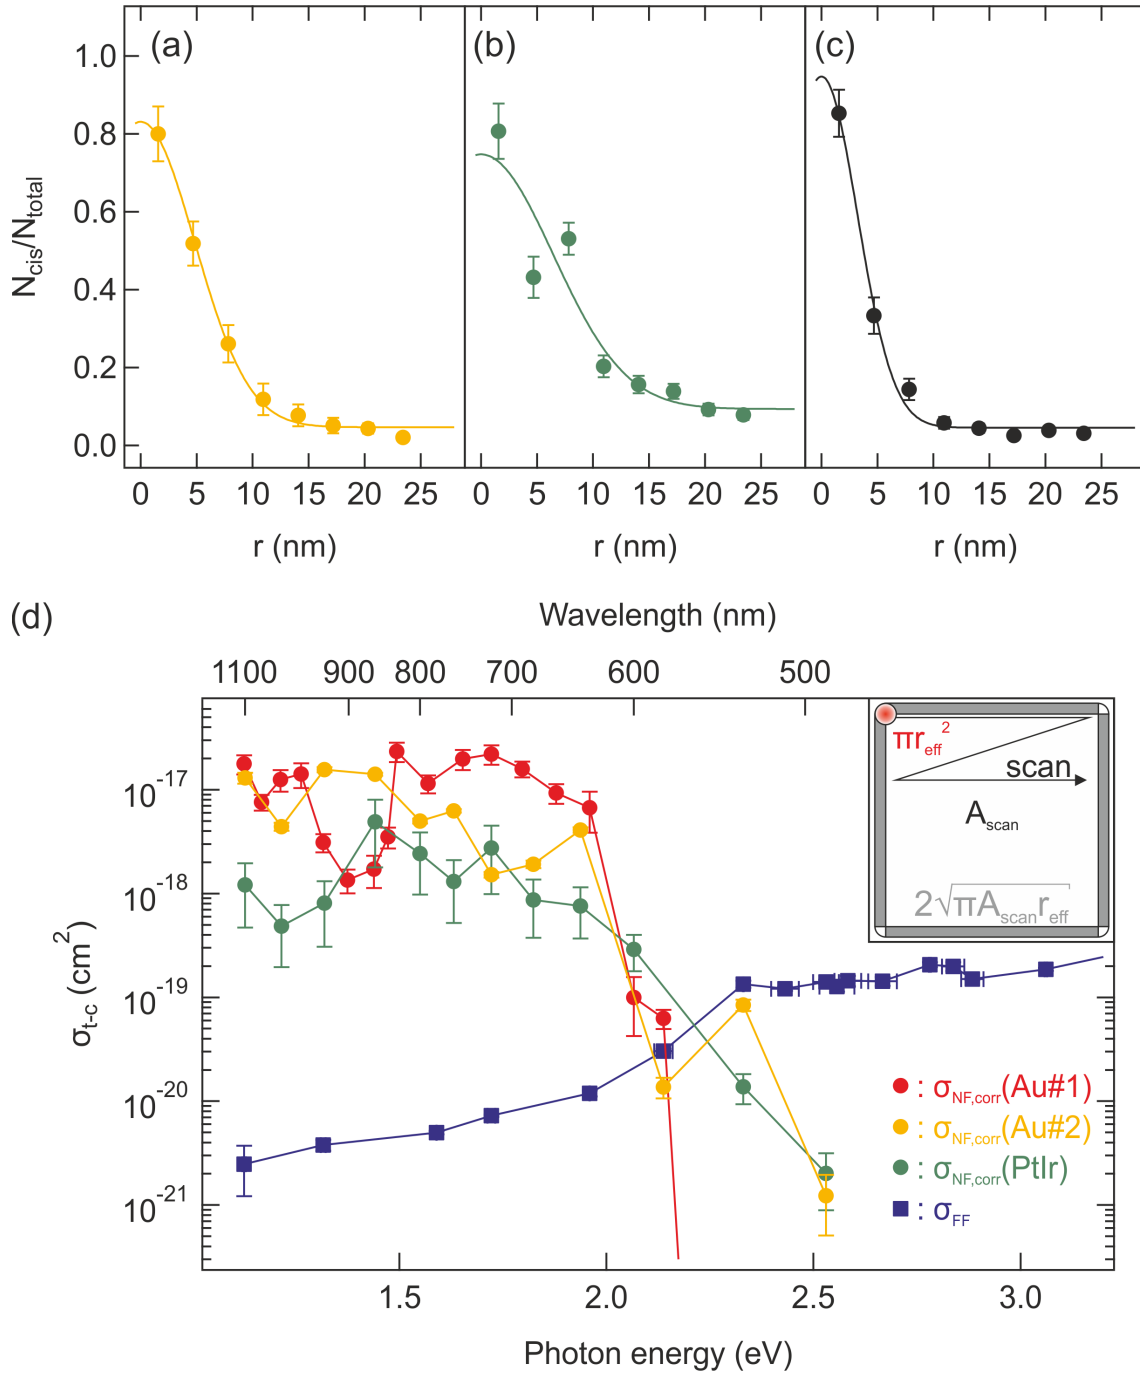 (a) (b) (c)
1.0
0.8
0.6
0.4
0.2
0.0
N_cis/N_total
0 5 10 15 20 25 0 5 10 15 20 25 0 5 10 15 20 25
r (nm) r (nm) r (nm)
(d)
Wavelength (nm)
1100 900 800 700 600 500
10^-17
10^-18
10^-19
10^-20
10^-21
σ_t-c (cm^2)
πr_eff^2
scan
A_scan
2√πA_scan r_eff
: σ_NF,corr(Au#1)
: σ_NF,corr(Au#2)
: σ_NF,corr(PtIr)
: σ_FF
1.5 2.0 2.5 3.0
Photon energy (eV)